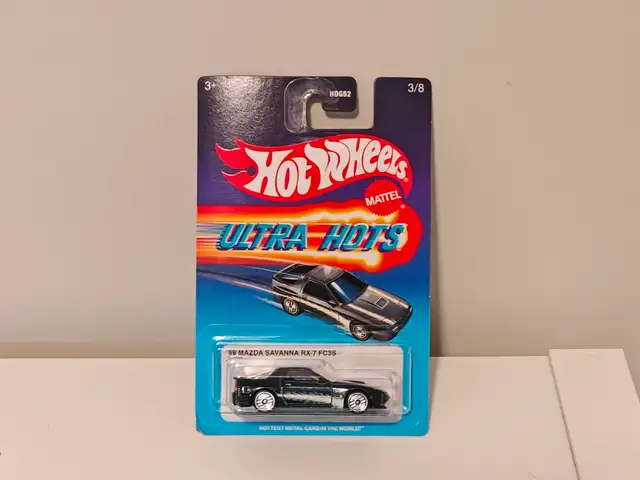 3+
HDG52
3/8
Hot Wheels
MATTEL
ULTRA HOTS
'89 MAZDA SAVANNA RX-7 FC3S
HOTTEST METAL CARS IN THE WORLD!™